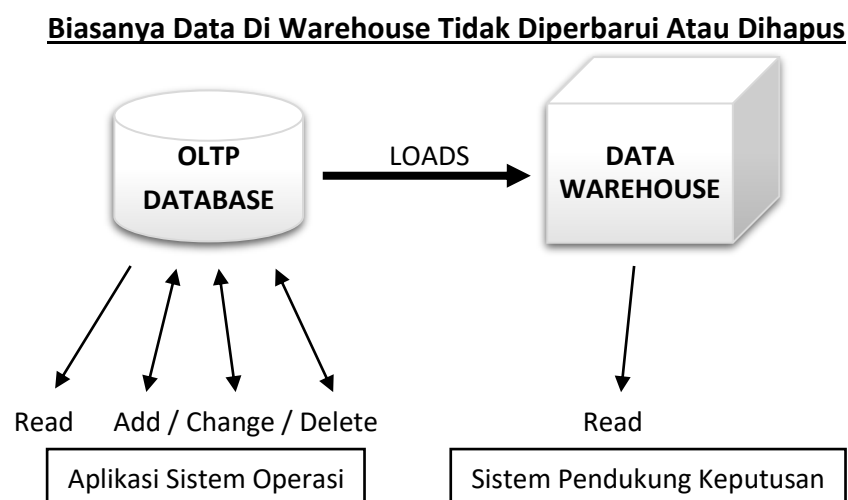 Biasanya Data Di Warehouse Tidak Diperbarui Atau Dihapus
OLTP
DATABASE
LOADS
DATA
WAREHOUSE
Read
Add / Change / Delete
Read
Aplikasi Sistem Operasi
Sistem Pendukung Keputusan